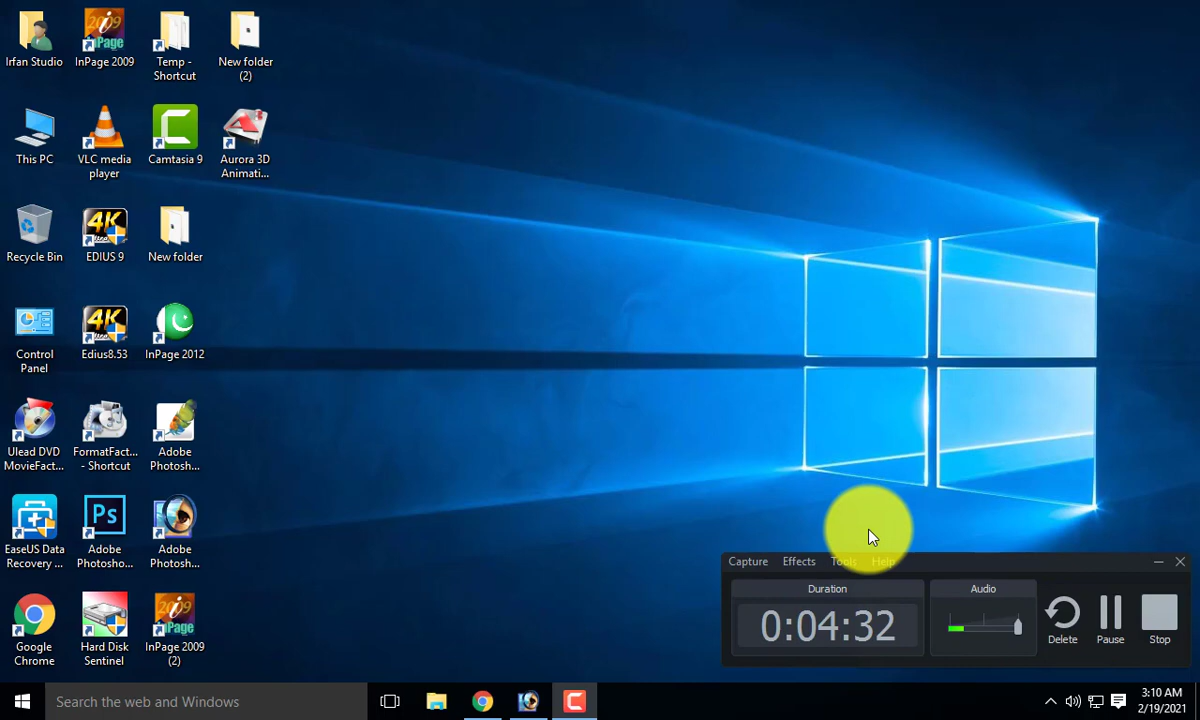 Irfan Studio
InPage 2009
Temp -
Shortcut
New folder
(2)
This PC
VLC media
player
Camtasia 9
Aurora 3D
Animati...
Recycle Bin
EDIUS 9
New folder
Control
Panel
Edius8.53
InPage 2012
Ulead DVD
MovieFact...
FormatFact...
- Shortcut
Adobe
Photosh...
EaseUS Data
Recovery ...
Adobe
Photosho...
Adobe
Photosh...
Google
Chrome
Hard Disk
Sentinel
InPage 2009
(2)
Capture Effects Tools Help
Duration
Audio
0:04:32
Delete
Pause
Stop
Search the web and Windows
3:10 AM
2/19/2021